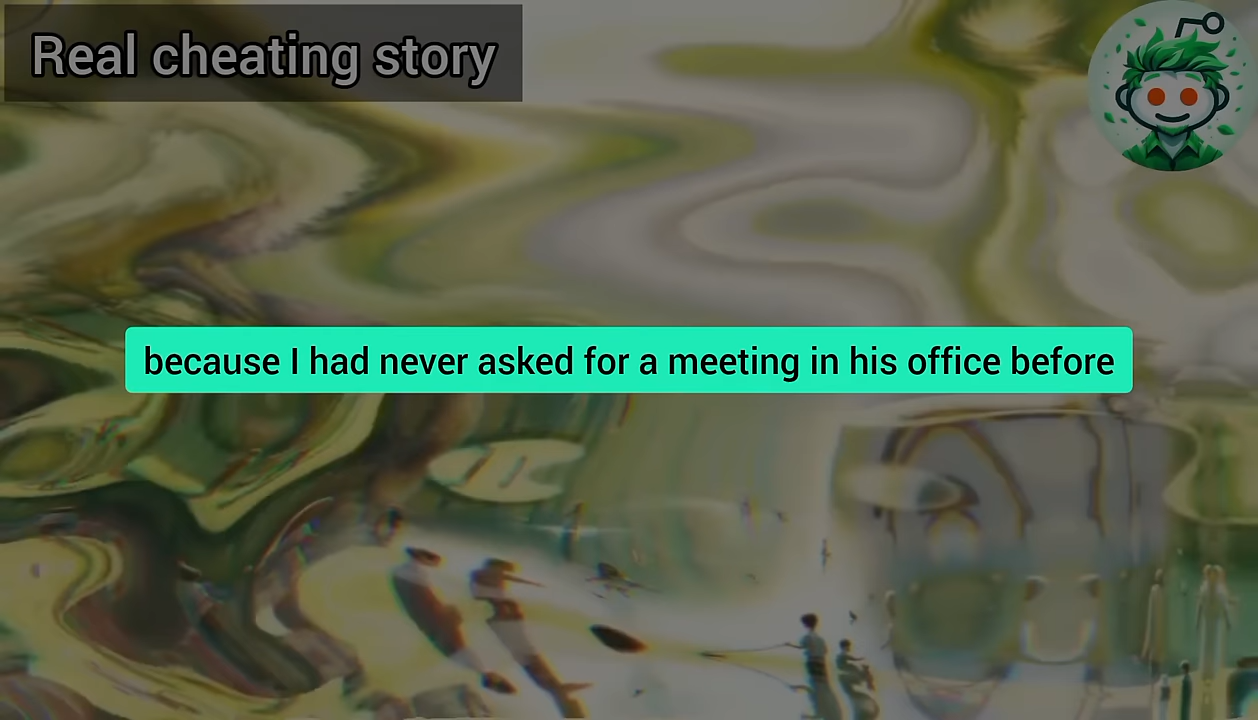 Real cheating story
because I had never asked for a meeting in his office before